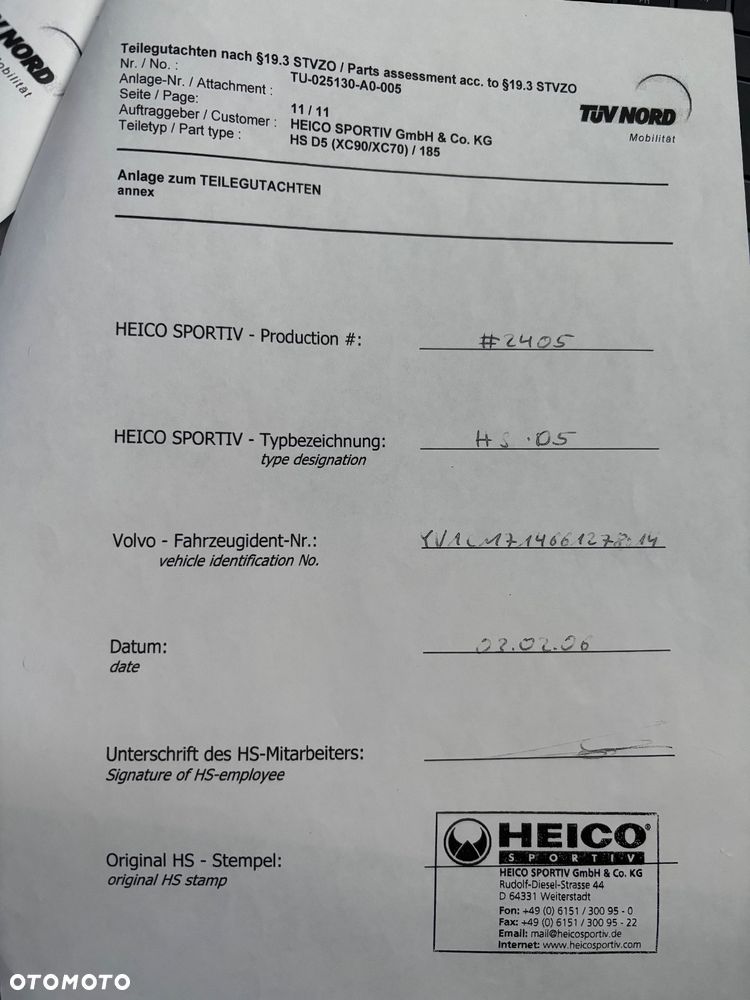 NORD
obilität
Teilegutachten nach §19.3 STVZO / Parts assessment acc. to §19.3 STVZO
Nr. / No. : TU-025130-A0-005
Anlage-Nr. / Attachment :
Seite / Page: 11 / 11
Auftraggeber / Customer : HEICO SPORTIV GmbH & Co. KG
Teiletyp / Part type : HS D5 (XC90/XC70) / 185
TÜV NORD
Mobilität
Anlage zum TEILEGUTACHTEN
annex
HEICO SPORTIV - Production #: #2405
HEICO SPORTIV - Typbezeichnung: HS
type designation
Volvo - Fahrzeugident-Nr.:
vehicle identification No.
Datum: 02.02.06
date
Unterschrift des HS-Mitarbeiters:
Signature of HS-employee
Original HS - Stempel:
original HS stamp
HEICO®
SPORTIV
HEICO SPORTIV GmbH & Co. KG
Rudolf-Diesel-Strasse 44
D 64331 Weiterstadt
Fon: +49 (0) 6151 / 300 95 - 0
Fax: +49 (0) 6151 / 300 95 - 22
Email: mail@heicosportiv.de
Internet: www.heicosportiv.com
OTOMOTO